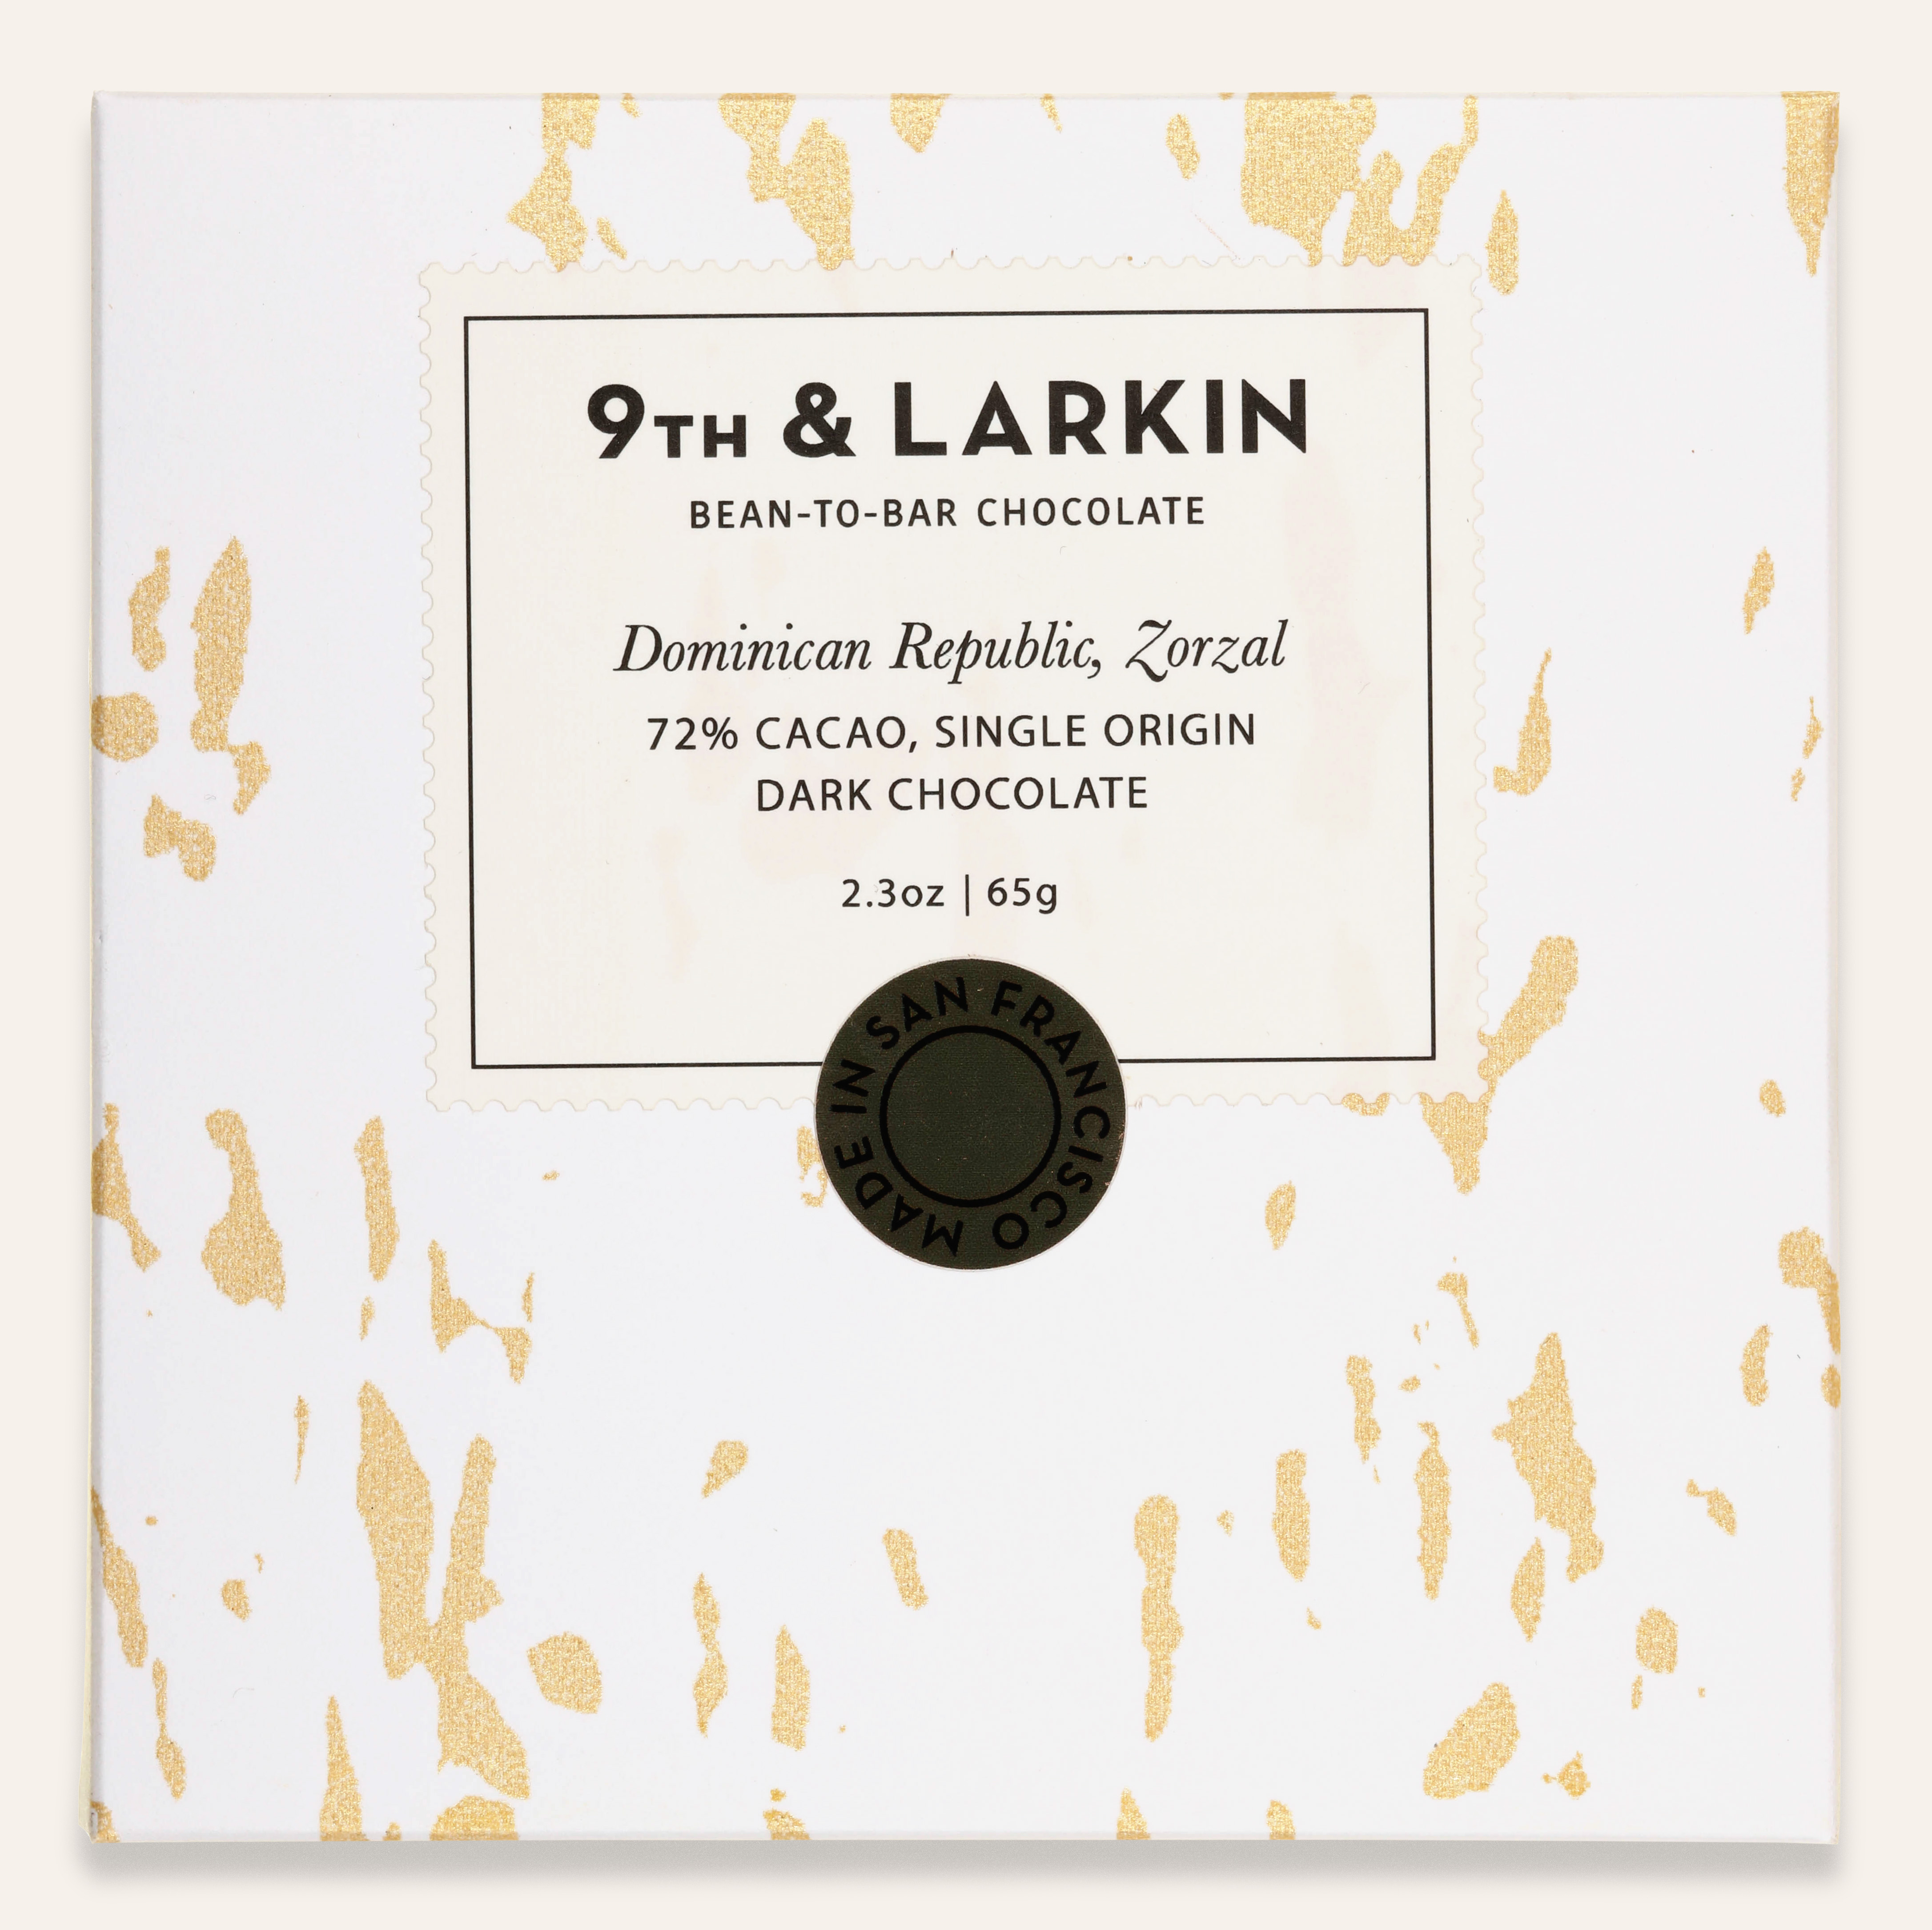 9TH & LARKIN
BEAN-TO-BAR CHOCOLATE
Dominican Republic, Zorzal
72% CACAO, SINGLE ORIGIN
DARK CHOCOLATE
2.3oz | 65g
MADE IN SAN FRANCISCO